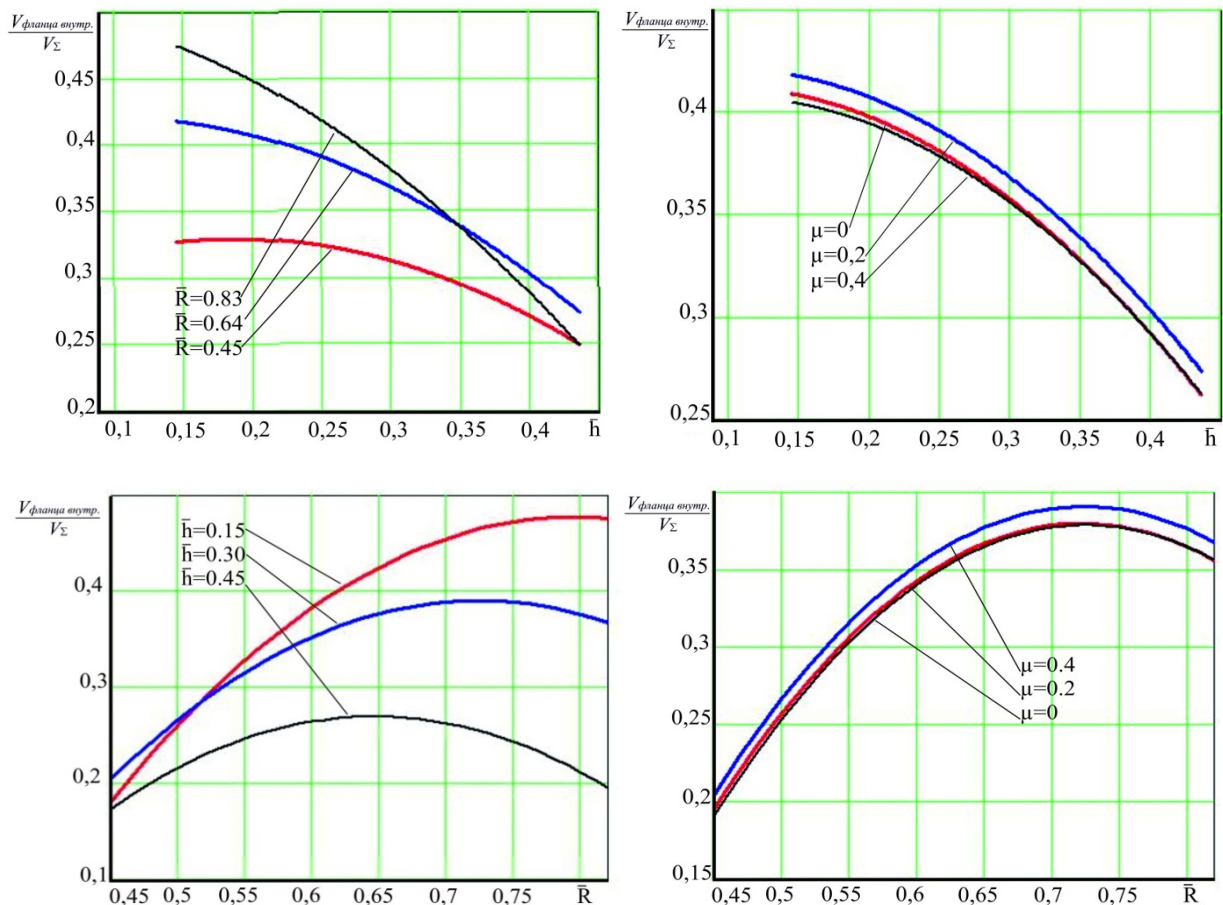 V фланца внутр.
V Σ
0,45
0,4
0,35
0,3
0,25
0,2
R̄=0.83
R̄=0.64
R̄=0.45
0,1 0,15 0,2 0,25 0,3 0,35 0,4 h̄
V фланца внутр.
V Σ
0,4
0,35
0,3
0,25
μ=0
μ=0,2
μ=0,4
0,1 0,15 0,2 0,25 0,3 0,35 0,4 h̄
V фланца внутр.
V Σ
0,4
0,3
0,2
0,1
h̄=0.15
h̄=0.30
h̄=0.45
0,45 0,5 0,55 0,6 0,65 0,7 0,75 R̄
V фланца внутр.
V Σ
0,35
0,3
0,25
0,2
0,15
μ=0.4
μ=0.2
μ=0
0,45 0,5 0,55 0,6 0,65 0,7 0,75 R̄